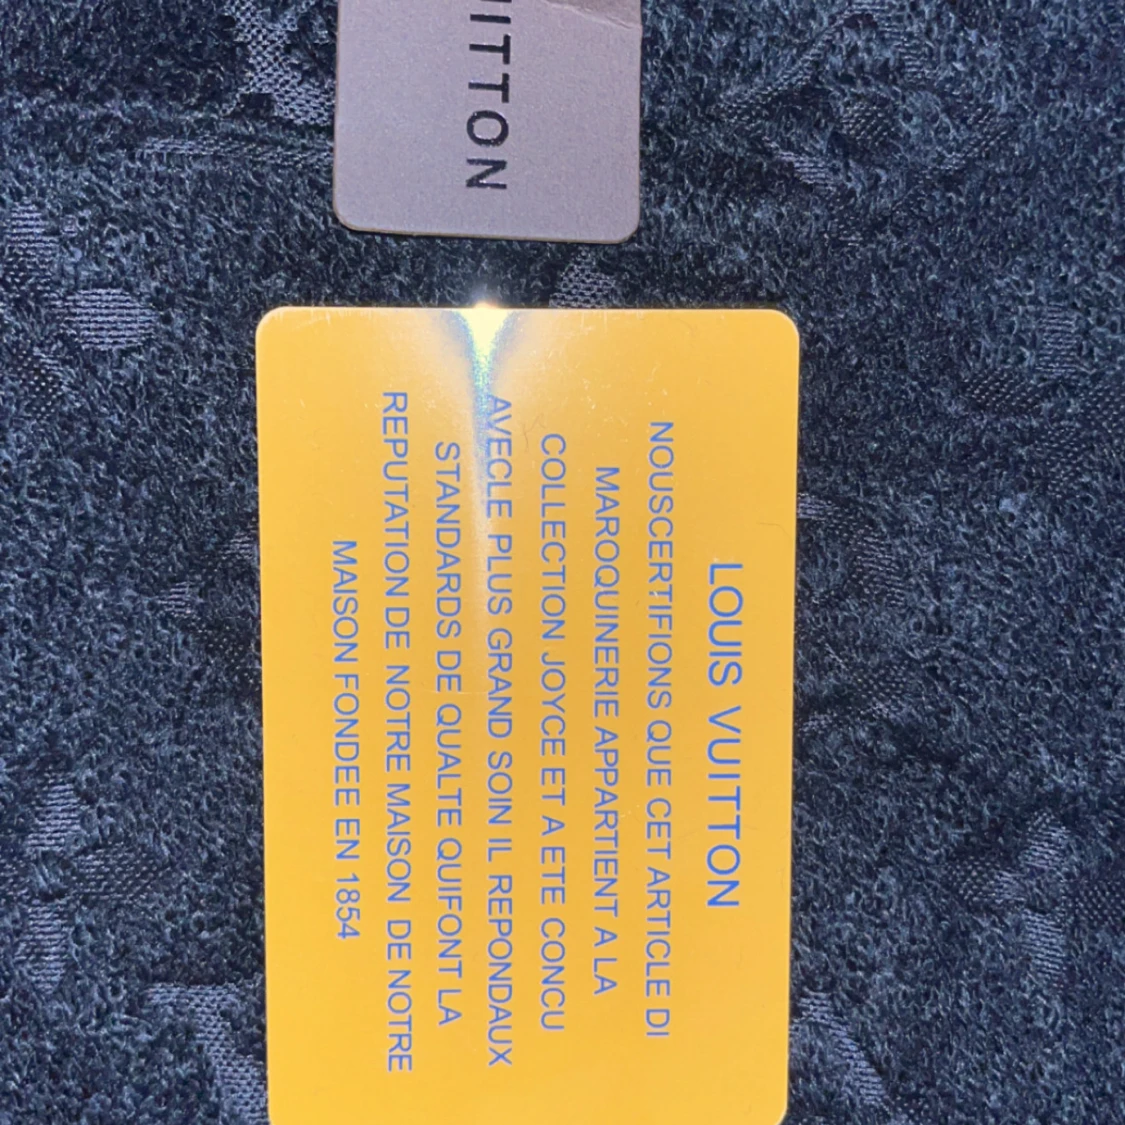 UITTON
LOUIS VUITTON
NOUSCERTIFIONS QUE CET ARTICLE DI
MAROQUINERIE APPARTIENT A LA
COLLECTION JOYCE ET A ETE CONCU
AVECLE PLUS GRAND SOIN IL REPONDAUX
STANDARDS DE QUALTE QUIFONT LA
REPUTATION DE NOTRE MAISON DE NOTRE
MAISON FONDEE EN 1854